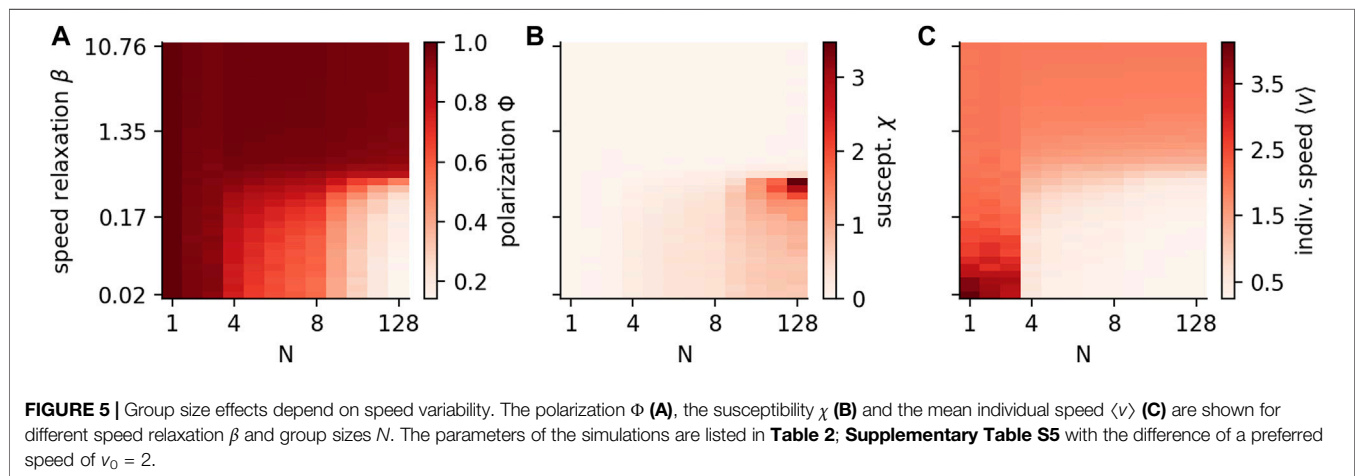 A
10.76
1.35
0.17
0.02
speed relaxation β
1
4
8
128
N
1.0
0.8
0.6
0.4
0.2
polarization Φ
B
1
4
8
128
N
3
2
1
0
suscept. χ
C
1
4
8
128
N
3.5
2.5
1.5
0.5
indiv. speed ⟨v⟩
FIGURE 5 | Group size effects depend on speed variability. The polarization Φ (A), the susceptibility χ (B) and the mean individual speed ⟨v⟩ (C) are shown for
different speed relaxation β and group sizes N. The parameters of the simulations are listed in Table 2; Supplementary Table S5 with the difference of a preferred
speed of v₀ = 2.